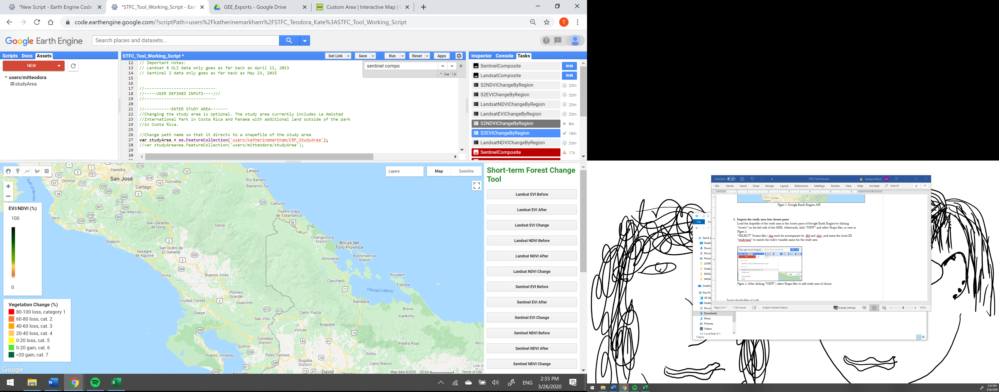 *New Script - Earth Engine Code
*STFC_Tool_Working_Script - Eart
GEE_Exports - Google Drive
Custom Area | Interactive Map |
code.earthengine.google.com/?scriptPath=users%2Fkatherinemarkham%2FSTFC_Teodora_Kate%3ASTFC_Tool_Working_Script
T
Google Earth Engine
Search places and datasets...
Scripts Docs Assets
NEW
users/mitteodora
studyArea
STFC_Tool_Working_Script *
Get Link Save Run Reset Apps
sentinel compo
.* Aa \b
12 // Important notes:
13 // Landsat 8 OLI data only goes as far back as April 11, 2013
14 // Sentinel 2 data only goes as far back as May 23, 2015
15
16
17 //----------------------------
18 //-----USER DEFINED INPUTS----///
19 //----------------------------
20
21 //-----------ENTER STUDY AREA-------
22 //Changing the study area is optional. The study area currently includes La Amistad
23 //International Park in Costa Rica and Panama with additional land outside of the park
24 //in Costa Rica.
25
26 //Change path name so that it directs to a shapefile of the study area
27 var studyArea = ee.FeatureCollection('users/katherinemarkham/CRP_StudyArea');
28 //var studyArea=ee.FeatureCollection('users/mitteodora/studyArea');
29
30
Inspector Console Tasks
SentinelComposite RUN
LandsatComposite RUN
S2NDVIChangeByRegion 22m
S2EVIChangeByRegion 22m
LandsatNDVIChangeByRegion 22m
LandsatEVIChangeByRegion 22m
S2NDVIChangeByRegion 8m
S2EVIChangeByRegion 18m
LandsatNDVIChangeByRegion 23m
SentinelComposite 17s
Layers
Map Satellite
EVI/NDVI (%)
100
0
Vegetation Change (%)
80-100 loss, category 1
60-80 loss, cat. 2
40-60 loss, cat. 3
20-40 loss, cat. 4
0-20 loss, cat. 5
0-20 gain, cat. 6
>20 gain, cat. 7
Google
Gulf of Nicoya
Heredia
Orotina
San José
Cartago
Turrialba
Limon
Rio Banano
Bananito Sur
Cahuita
Puerto Viejo
de Talamanca
San Marcos
Jaco
Parrita
San Gerardo
de Dota
Telire
Quepos
Savegre
de Aguirre
San Isidro de
El General
Changuinola
District
Bocas del
Toro Province
Almirante
Bastimentos
Island
Uvita
Buenos Aires
Cauchero
Kusapin
Tobobe
Chiriqui Lagoon
Potrero
Grande
Guacimo
Ciudad Cortés
Sierpe
Rambala
Bisira
Kankintu
Cerro Punta
San Vito
Boquete
Volcán
Corredor
District
Golfito
Piedra Roja
Puerto Jiménez
Paso Canoas
Soloy
Bugaba
District
Cerro Banco
David
Map data ©2020 20 km Terms of Use
Short-term Forest Change
Tool
Landsat EVI Before
Landsat EVI After
Landsat EVI Change
Landsat NDVI Before
Landsat NDVI After
Landsat NDVI Change
Sentinel EVI Before
Sentinel EVI After
Sentinel EVI Change
Sentinel NDVI Before
Sentinel NDVI After
Sentinel NDVI Change
ENG
2:33 PM
3/26/2020
AutoSave Off
STFC Tool Proced...
Teodora Mitroi TM
File Home Insert Draw Design Layout References Mailings Review View Help Acrobat Search
Figure 1. Google Earth Engine API
2. Import the study area into Assets pane
Load the shapefile of the study area in the Assets pane of Google Earth Engine by clicking
“Assets” on the left side of the GEE. Afterwards, click “NEW” and select Shape files, as seen in
Figure 2.
“SELECT” Source files (.shp must be accompanies by .dbf and .shx), and name the Asset ID
“studyArea” to match the code’s variable name for the study area
Google Earth Engine
Figure 2. After clicking “NEW”, select Shape files to add study area of choice
Insert placeholder of code
Page 5 of 7 1129 words English (United States) Display Settings 101%
File
Quick a
Deskt
Down
Docur
Pictur
2019F
Gradu
NASA
NASA
OneDri
This PC
3D Ob
Deskt
Docur
Downloads
Music
Pictures
Videos
Local Disk (C:)
7 items
2:33 PM
3/26/2020